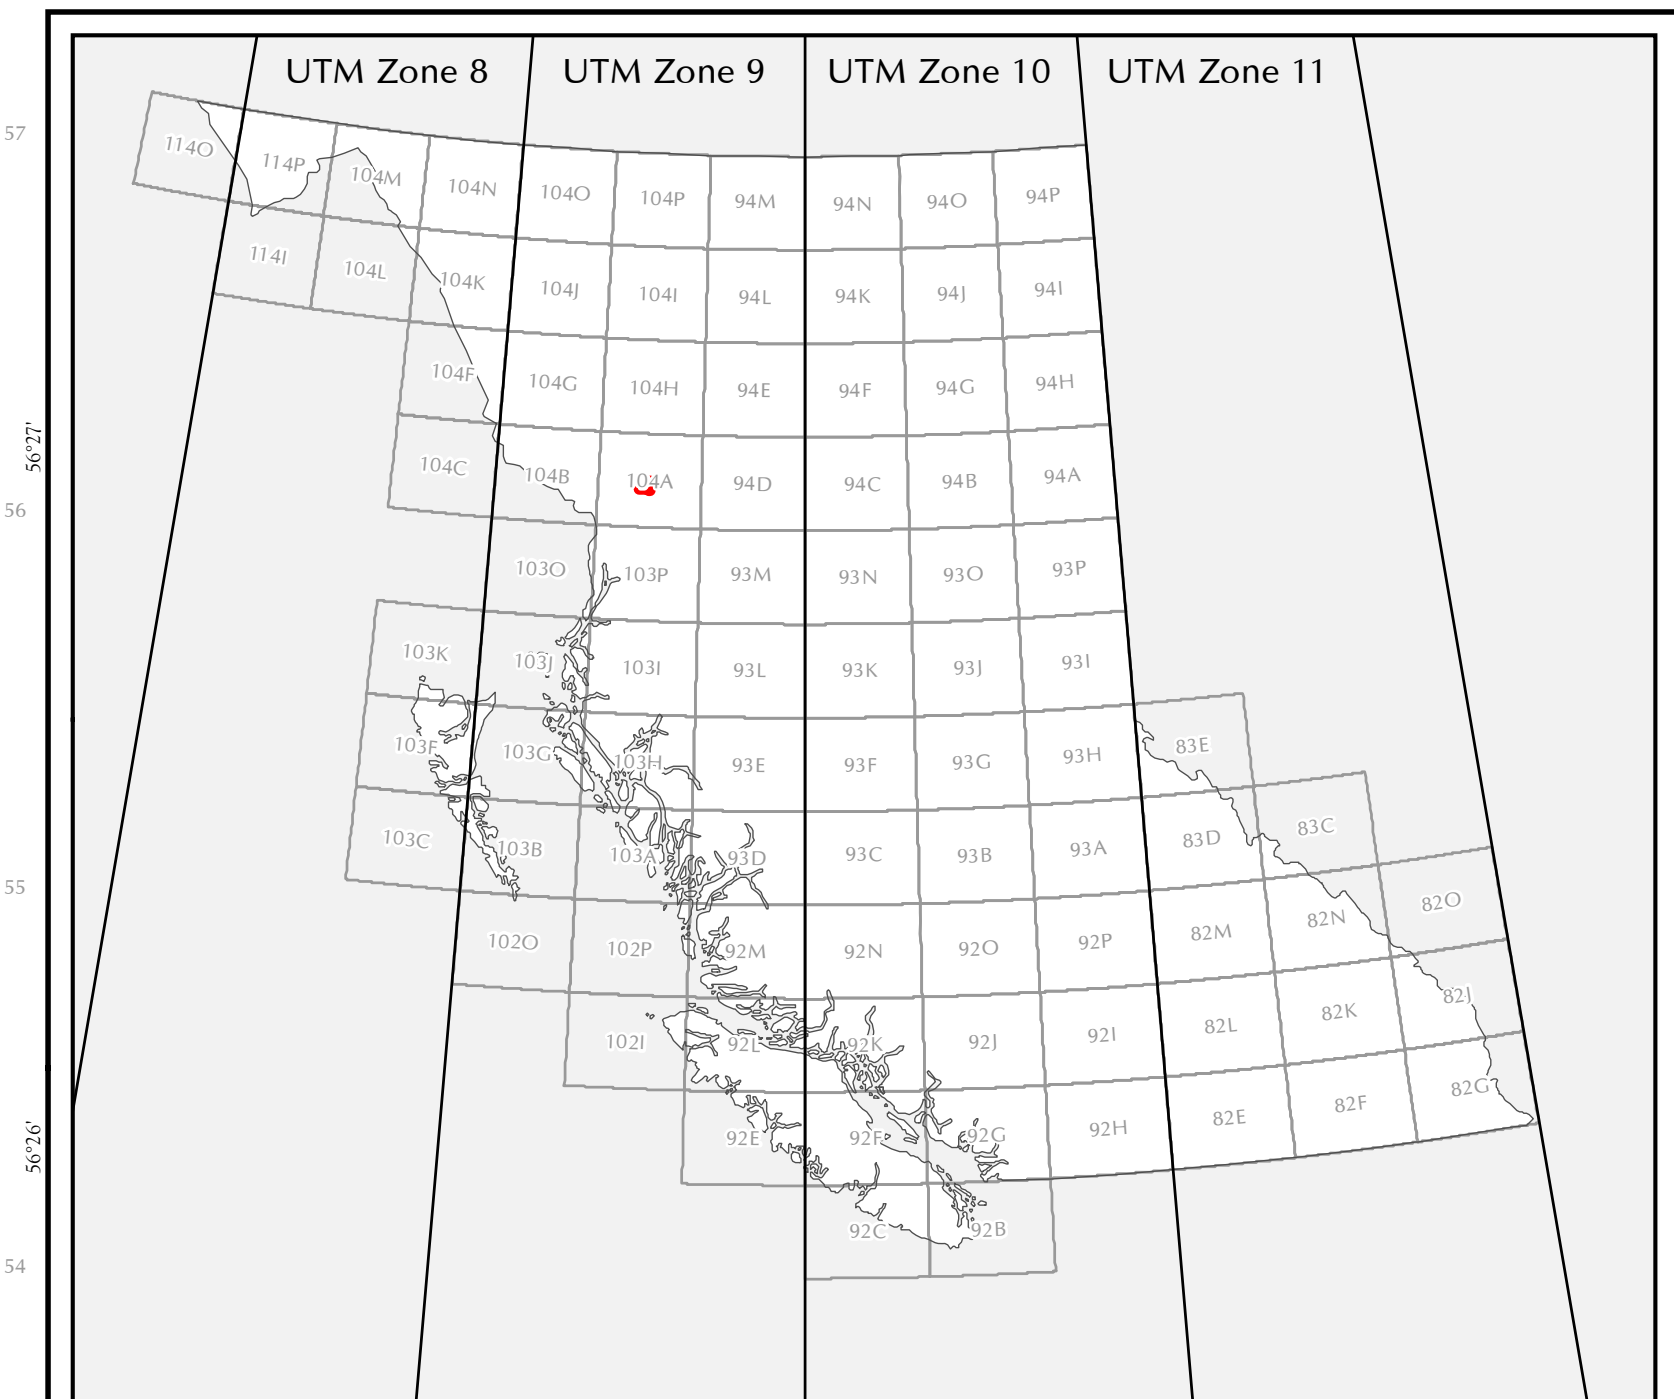 UTM Zone 8 UTM Zone 9 UTM Zone 10 UTM Zone 11
57
114O 114P 104M 104N 104O 104P 94M 94N 94O 94P
114I 104L 104K 104J 104I 94L 94K 94J 94I
104F 104G 104H 94E 94F 94G 94H
56°27'
104C 104B 104A 94D 94C 94B 94A
56
103O 103P 93M 93N 93O 93P
103K 103J 103I 93L 93K 93J 93I
103F 103G 103H 93E 93F 93G 93H 83E
103C 103B 103A 93D 93C 93B 93A 83D 83C
55
102O 102P 92M 92N 92O 92P 82M 82N 82O
102I 92L 92K 92J 92I 82L 82K 82J
56°26'
92E 92F 92G 92H 82E 82F 82G
92C 92B
54